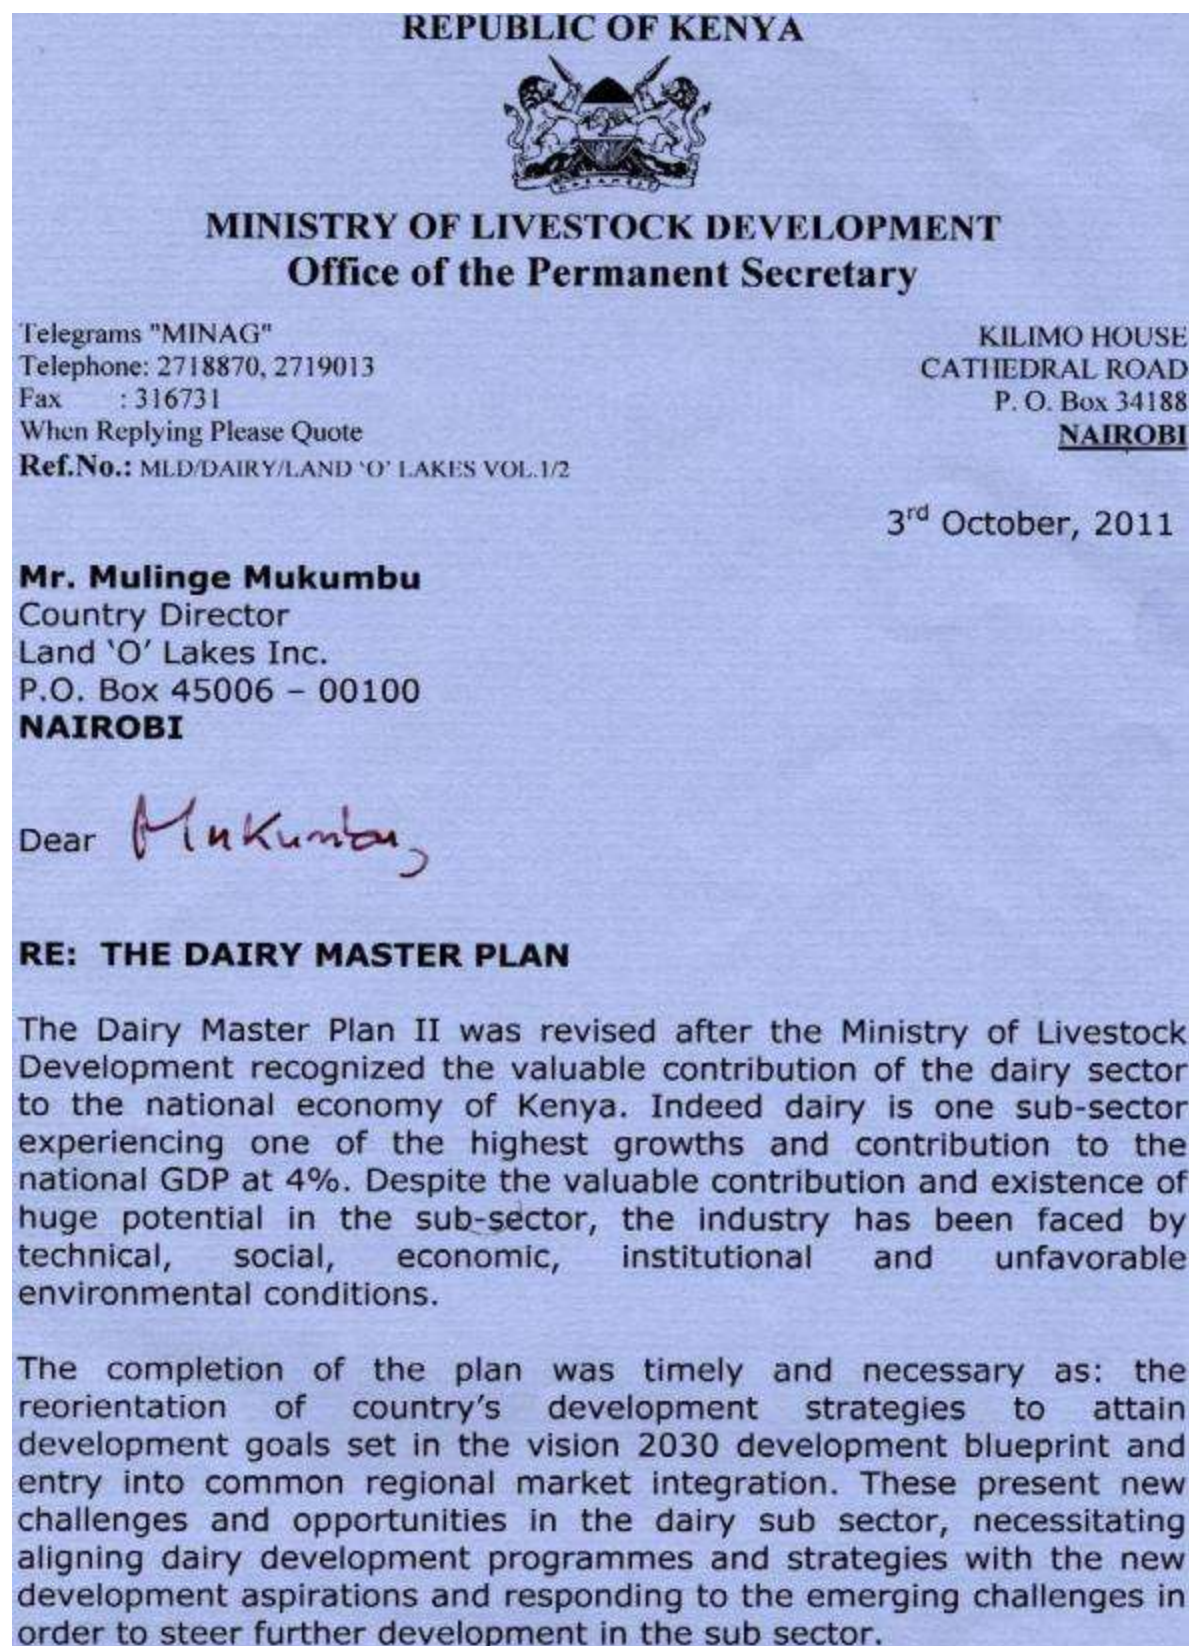 REPUBLIC OF KENYA
HARAMBEE
MINISTRY OF LIVESTOCK DEVELOPMENT
Office of the Permanent Secretary
Telegrams "MINAG"
Telephone: 2718870, 2719013
Fax : 316731
When Replying Please Quote
Ref.No.: MLD/DAIRY/LAND 'O' LAKES VOL.1/2
KILIMO HOUSE
CATHEDRAL ROAD
P. O. Box 34188
NAIROBI
3rd October, 2011
Mr. Mulinge Mukumbu
Country Director
Land 'O' Lakes Inc.
P.O. Box 45006 – 00100
NAIROBI
Dear Mukumbu,
RE: THE DAIRY MASTER PLAN
The Dairy Master Plan II was revised after the Ministry of Livestock
Development recognized the valuable contribution of the dairy sector
to the national economy of Kenya. Indeed dairy is one sub-sector
experiencing one of the highest growths and contribution to the
national GDP at 4%. Despite the valuable contribution and existence of
huge potential in the sub-sector, the industry has been faced by
technical, social, economic, institutional and unfavorable
environmental conditions.
The completion of the plan was timely and necessary as: the
reorientation of country's development strategies to attain
development goals set in the vision 2030 development blueprint and
entry into common regional market integration. These present new
challenges and opportunities in the dairy sub sector, necessitating
aligning dairy development programmes and strategies with the new
development aspirations and responding to the emerging challenges in
order to steer further development in the sub sector.